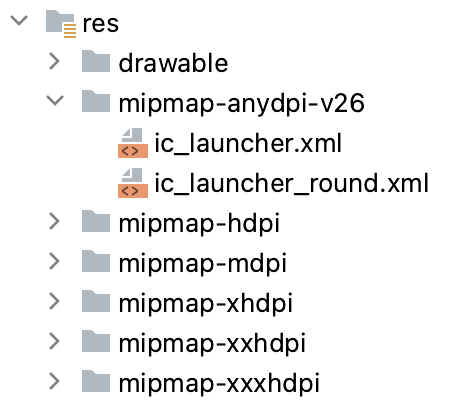 res
drawable
mipmap-anydpi-v26
ic_launcher.xml
ic_launcher_round.xml
mipmap-hdpi
mipmap-mdpi
mipmap-xhdpi
mipmap-xxhdpi
mipmap-xxxhdpi